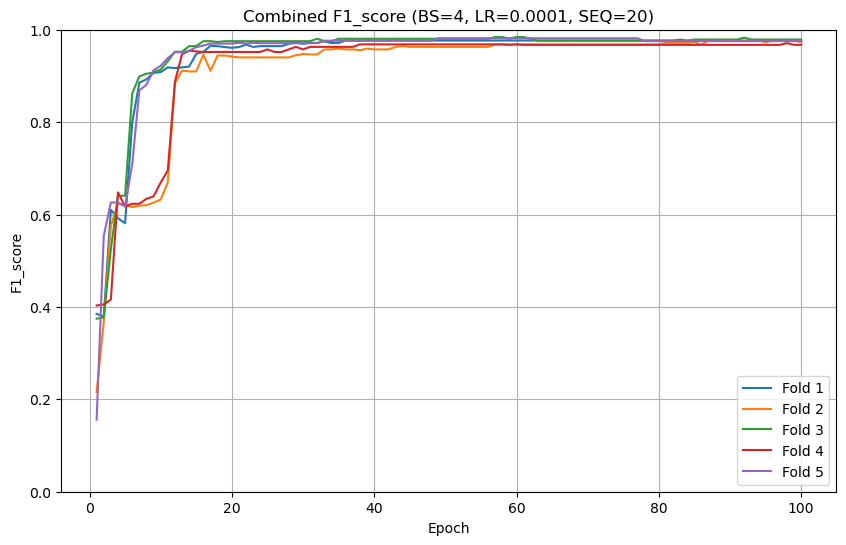 Combined F1_score (BS=4, LR=0.0001, SEQ=20)
1.0
0.8
0.6
0.4
0.2
0.0
F1_score
0 20 40 60 80 100
Epoch
Fold 1
Fold 2
Fold 3
Fold 4
Fold 5